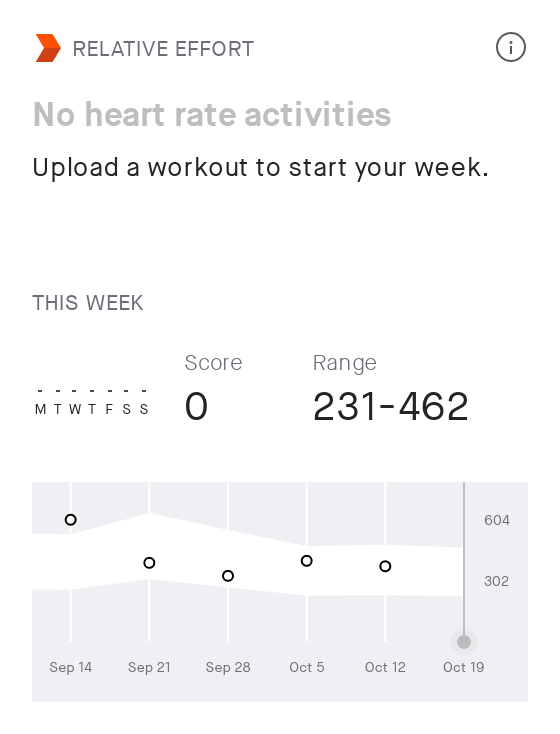 RELATIVE EFFORT
No heart rate activities
Upload a workout to start your week.
THIS WEEK
Score Range
- - - - - - -
M T W T F S S 0 231-462
604
302
Sep 14 Sep 21 Sep 28 Oct 5 Oct 12 Oct 19